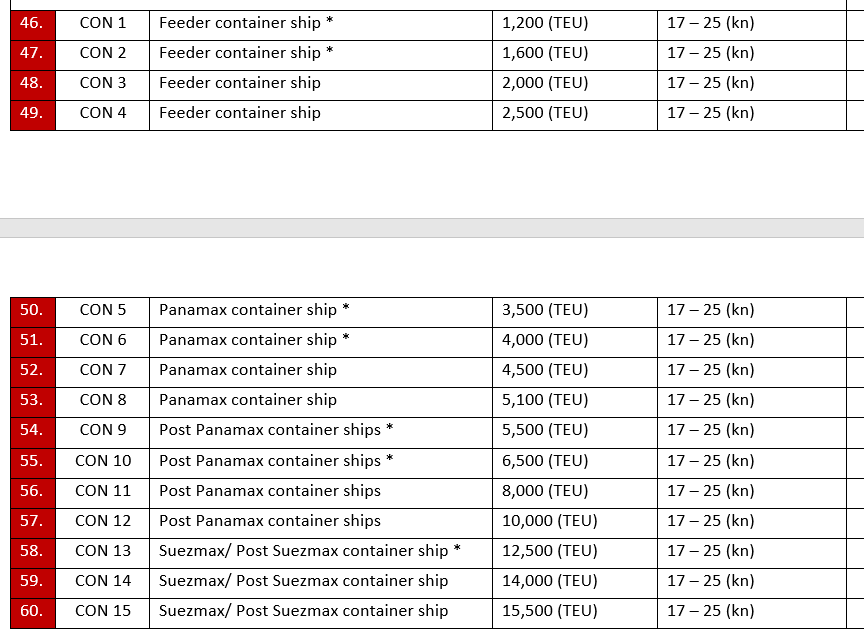 46. CON 1 Feeder container ship * 1,200 (TEU) 17 – 25 (kn)
47. CON 2 Feeder container ship * 1,600 (TEU) 17 – 25 (kn)
48. CON 3 Feeder container ship 2,000 (TEU) 17 – 25 (kn)
49. CON 4 Feeder container ship 2,500 (TEU) 17 – 25 (kn)
50. CON 5 Panamax container ship * 3,500 (TEU) 17 – 25 (kn)
51. CON 6 Panamax container ship * 4,000 (TEU) 17 – 25 (kn)
52. CON 7 Panamax container ship 4,500 (TEU) 17 – 25 (kn)
53. CON 8 Panamax container ship 5,100 (TEU) 17 – 25 (kn)
54. CON 9 Post Panamax container ships * 5,500 (TEU) 17 – 25 (kn)
55. CON 10 Post Panamax container ships * 6,500 (TEU) 17 – 25 (kn)
56. CON 11 Post Panamax container ships 8,000 (TEU) 17 – 25 (kn)
57. CON 12 Post Panamax container ships 10,000 (TEU) 17 – 25 (kn)
58. CON 13 Suezmax/ Post Suezmax container ship * 12,500 (TEU) 17 – 25 (kn)
59. CON 14 Suezmax/ Post Suezmax container ship 14,000 (TEU) 17 – 25 (kn)
60. CON 15 Suezmax/ Post Suezmax container ship 15,500 (TEU) 17 – 25 (kn)